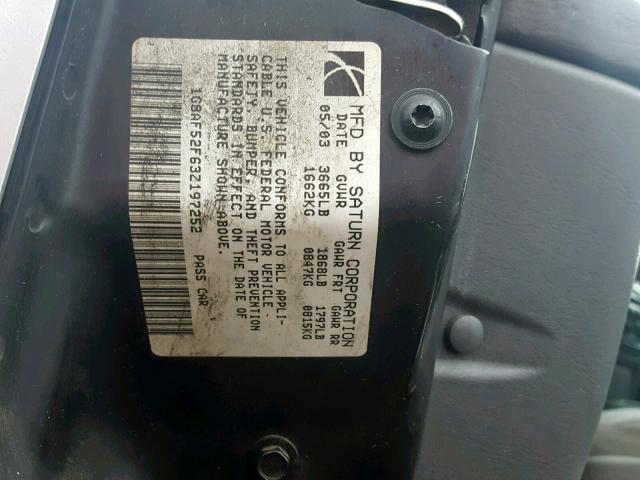 MFD BY SATURN CORPORATION
DATE GVWR GAWR FRT GAWR RR
05/03 3665LB 1868LB 1797LB
1663KG 0847KG 0815KG
THIS VEHICLE CONFORMS TO ALL APPLI-
CABLE U.S. FEDERAL MOTOR VEHICLE
SAFETY, BUMPER, AND THEFT PREVENTION
STANDARDS IN EFFECT ON THE DATE OF
MANUFACTURE SHOWN ABOVE.
1G8AF52F63Z197252 PASS CAR